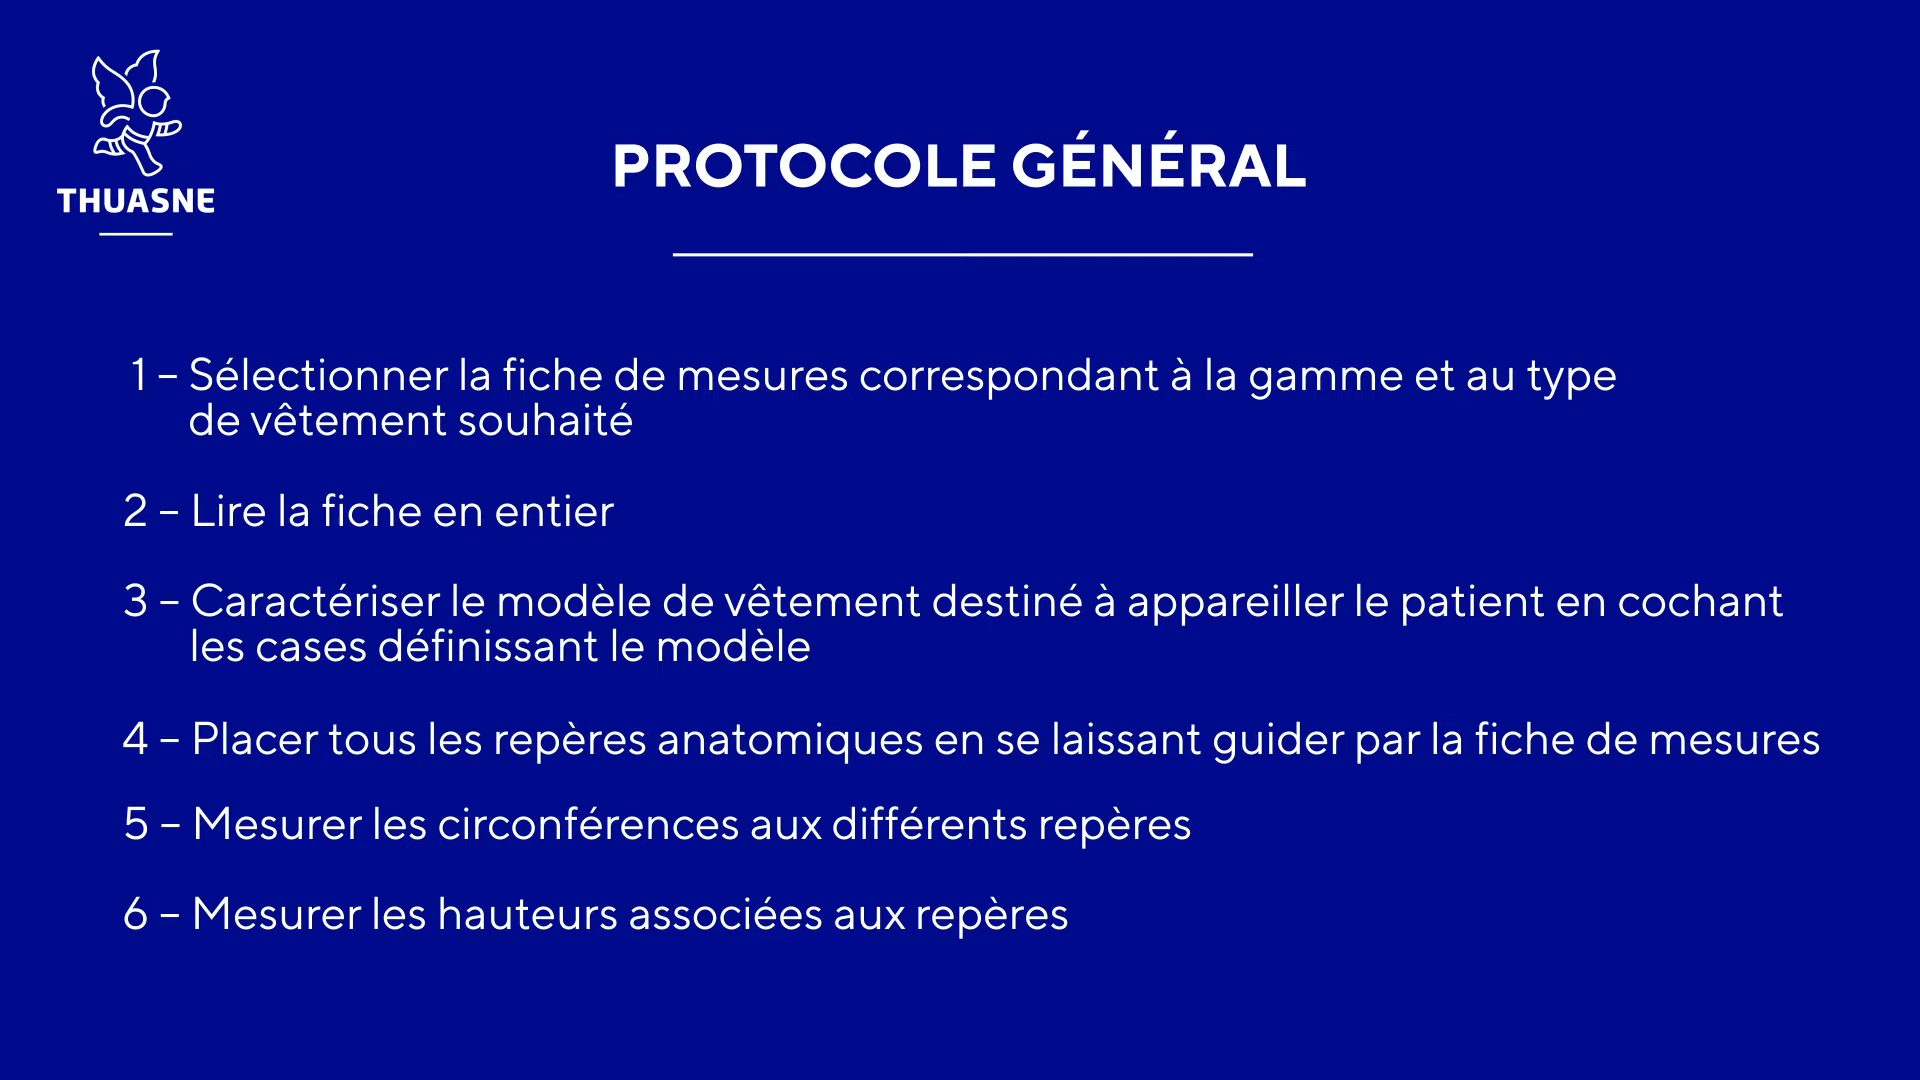 THUASNE
PROTOCOLE GÉNÉRAL
1 – Sélectionner la fiche de mesures correspondant à la gamme et au type
de vêtement souhaité
2 – Lire la fiche en entier
3 – Caractériser le modèle de vêtement destiné à appareiller le patient en cochant
les cases définissant le modèle
4 – Placer tous les repères anatomiques en se laissant guider par la fiche de mesures
5 – Mesurer les circonférences aux différents repères
6 – Mesurer les hauteurs associées aux repères